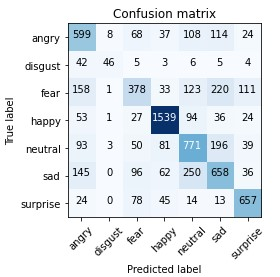 Confusion matrix
angry 599 8 68 37 108 114 24
disgust 42 46 5 3 6 5 4
fear 158 1 378 33 123 220 111
happy 53 1 27 1539 94 36 24
neutral 93 3 50 81 771 196 39
sad 145 0 96 62 250 658 36
surprise 24 0 78 45 14 13 657
angry disgust fear happy neutral sad surprise
True label
Predicted label